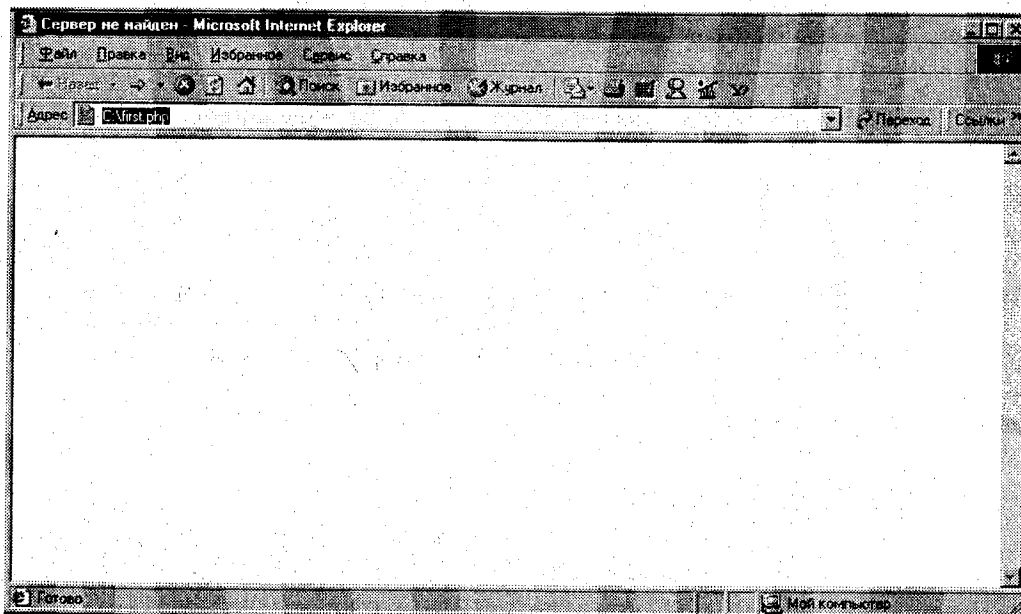 Сервер не найден - Microsoft Internet Explorer
Файл Правка Вид Избранное Сервис Справка
Назад Поиск Избранное Журнал
Адрес C:\first.php Переход Ссылки »
Готово Мой компьютер